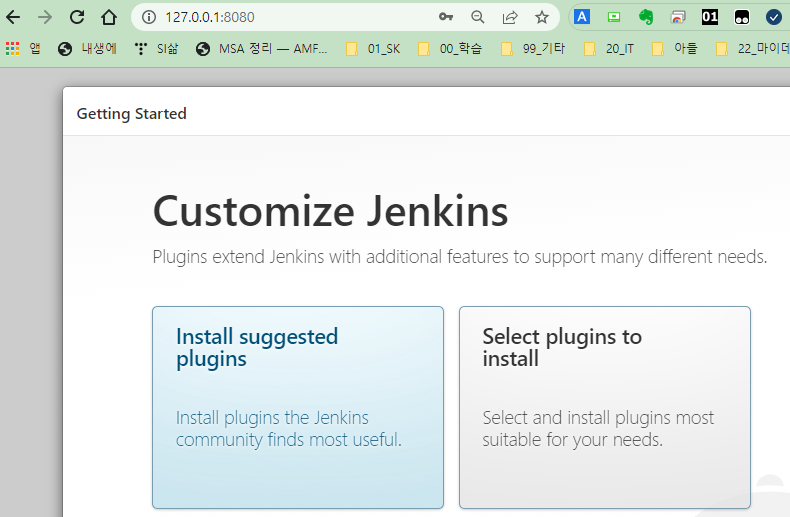 127.0.0.1:8080
앱 내생에 SI삶 MSA 정리 — AMF... 01_SK 00_학습 99_기타 20_IT 아들 22_마이데
Getting Started
Customize Jenkins
Plugins extend Jenkins with additional features to support many different needs.
Install suggested
plugins
Install plugins the Jenkins
community finds most useful.
Select plugins to
install
Select and install plugins most
suitable for your needs.